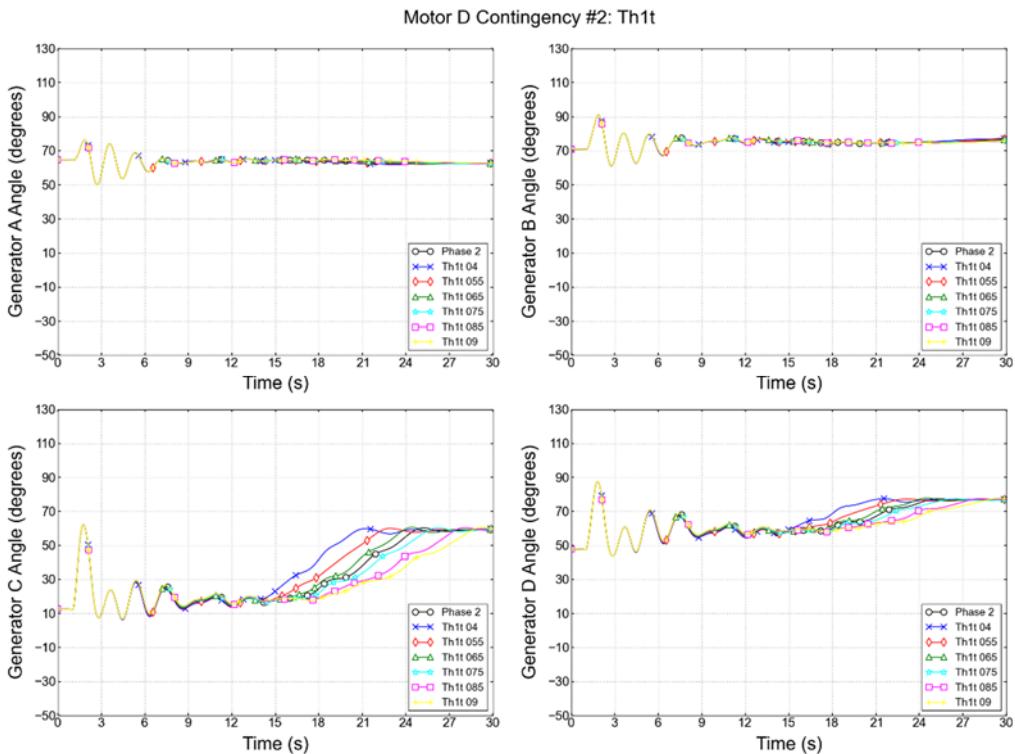 Motor D Contingency #2: Th1t
130
110
90
70
50
30
10
−10
−30
−50
Generator A Angle (degrees)
Phase 2
Th1t 04
Th1t 055
Th1t 065
Th1t 075
Th1t 085
Th1t 09
0 3 6 9 12 15 18 21 24 27 30
Time (s)
130
110
90
70
50
30
10
−10
−30
−50
Generator B Angle (degrees)
Phase 2
Th1t 04
Th1t 055
Th1t 065
Th1t 075
Th1t 085
Th1t 09
0 3 6 9 12 15 18 21 24 27 30
Time (s)
130
110
90
70
50
30
10
−10
−30
−50
Generator C Angle (degrees)
Phase 2
Th1t 04
Th1t 055
Th1t 065
Th1t 075
Th1t 085
Th1t 09
0 3 6 9 12 15 18 21 24 27 30
Time (s)
130
110
90
70
50
30
10
−10
−30
−50
Generator D Angle (degrees)
Phase 2
Th1t 04
Th1t 055
Th1t 065
Th1t 075
Th1t 085
Th1t 09
0 3 6 9 12 15 18 21 24 27 30
Time (s)